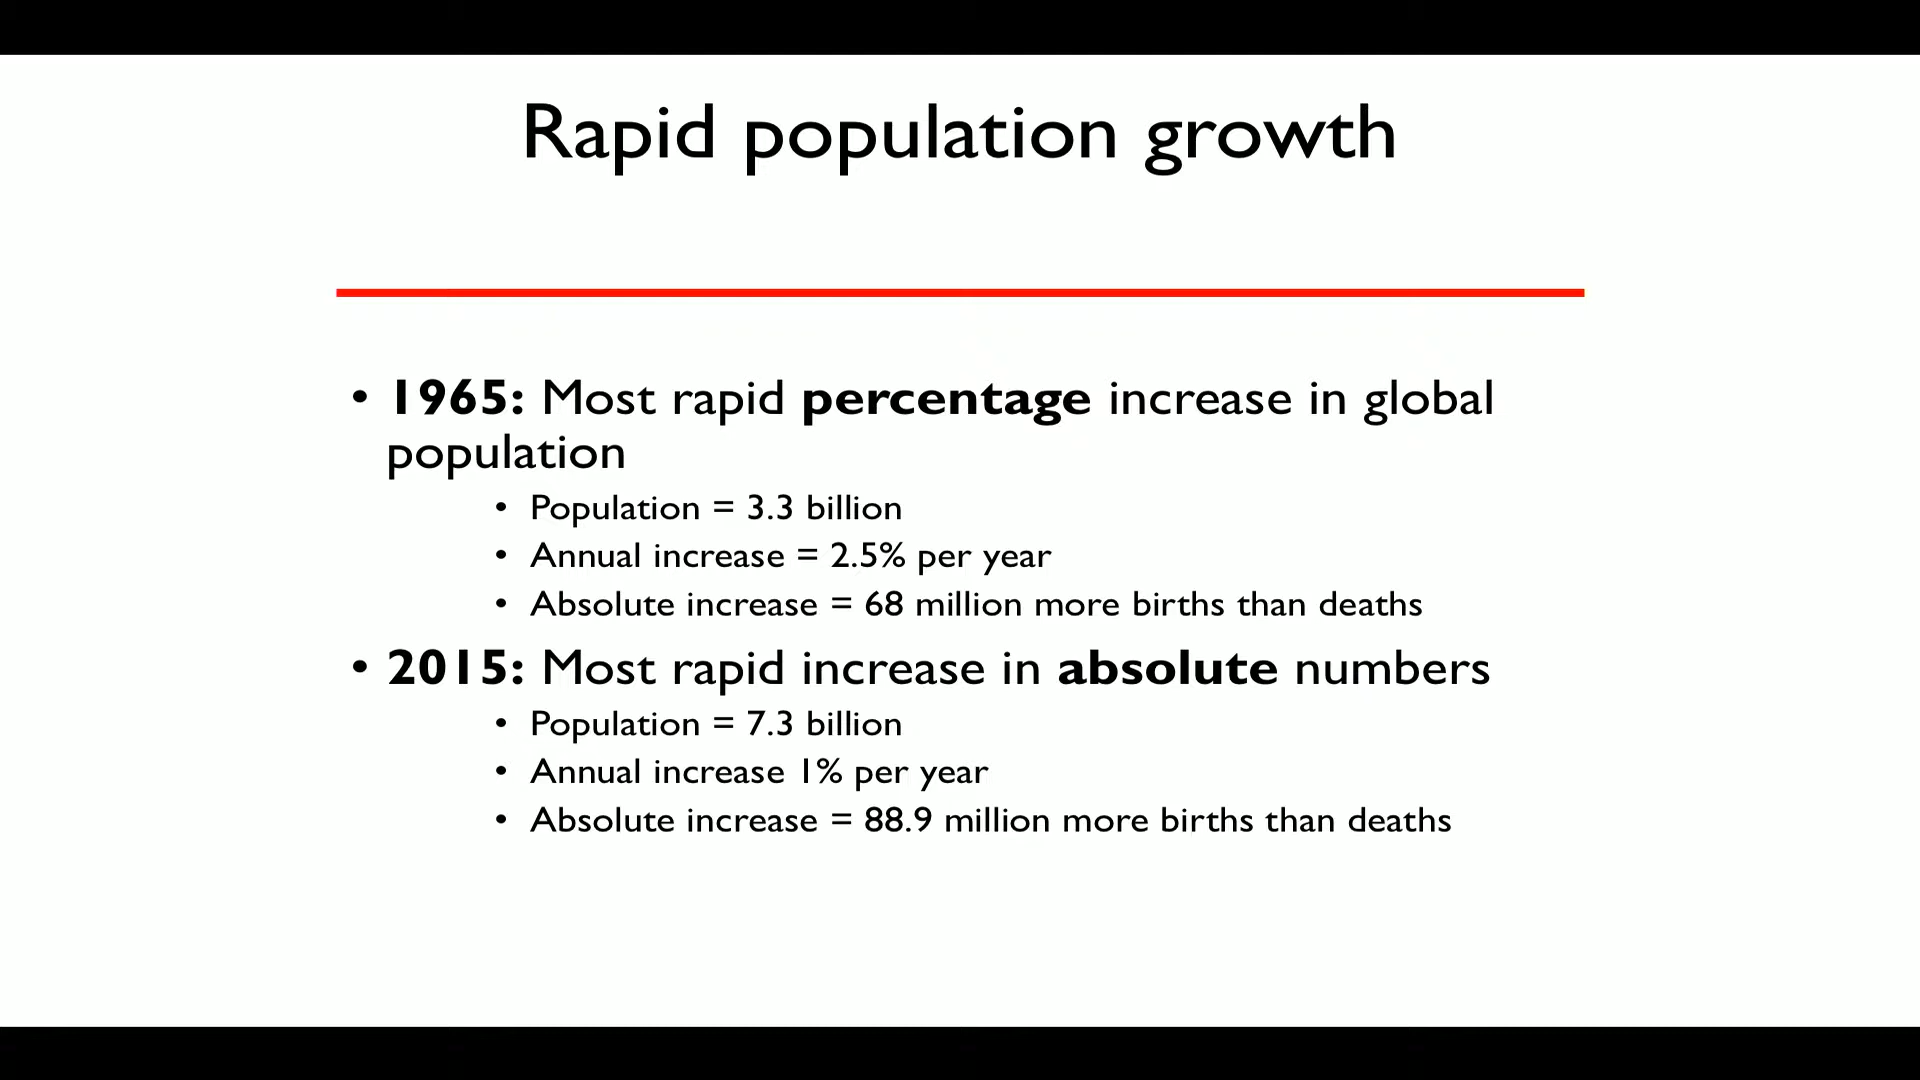 Rapid population growth
• 1965: Most rapid percentage increase in global
population
• Population = 3.3 billion
• Annual increase = 2.5% per year
• Absolute increase = 68 million more births than deaths
• 2015: Most rapid increase in absolute numbers
• Population = 7.3 billion
• Annual increase 1% per year
• Absolute increase = 88.9 million more births than deaths